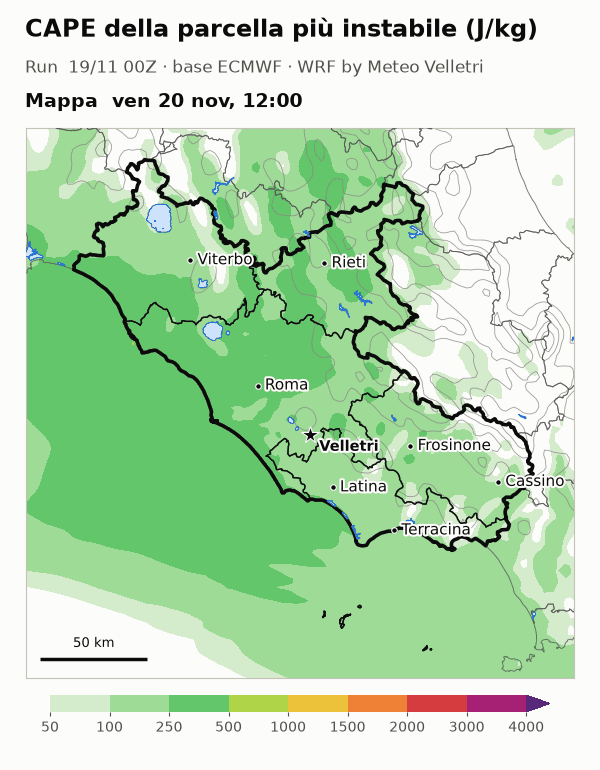 CAPE della parcella più instabile (J/kg)
Run  19/11 00Z · base ECMWF · WRF by Meteo Velletri
Mappa  ven 20 nov, 12:00
Viterbo
Rieti
Roma
Velletri
Frosinone
Cassino
Latina
Terracina
50 km
50 100 250 500 1000 1500 2000 3000 4000